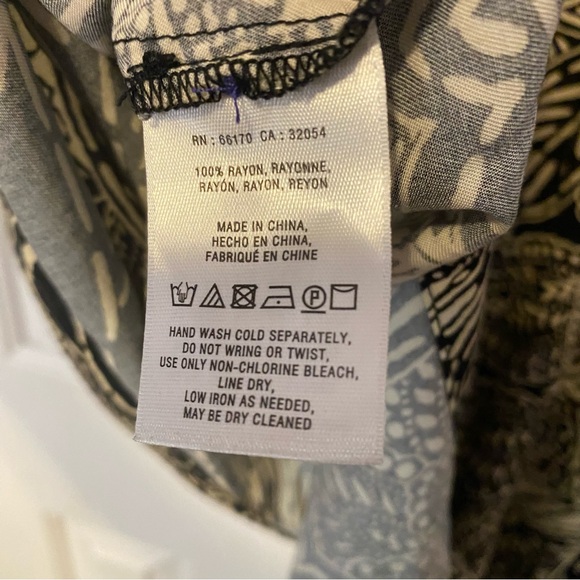 RN : 66170 CA : 32054
100% RAYON, RAYONNE,
RAYÓN, RAYON, REYON
MADE IN CHINA,
HECHO EN CHINA,
FABRIQUÉ EN CHINE
P
HAND WASH COLD SEPARATELY,
DO NOT WRING OR TWIST,
USE ONLY NON-CHLORINE BLEACH,
LINE DRY,
LOW IRON AS NEEDED,
MAY BE DRY CLEANED